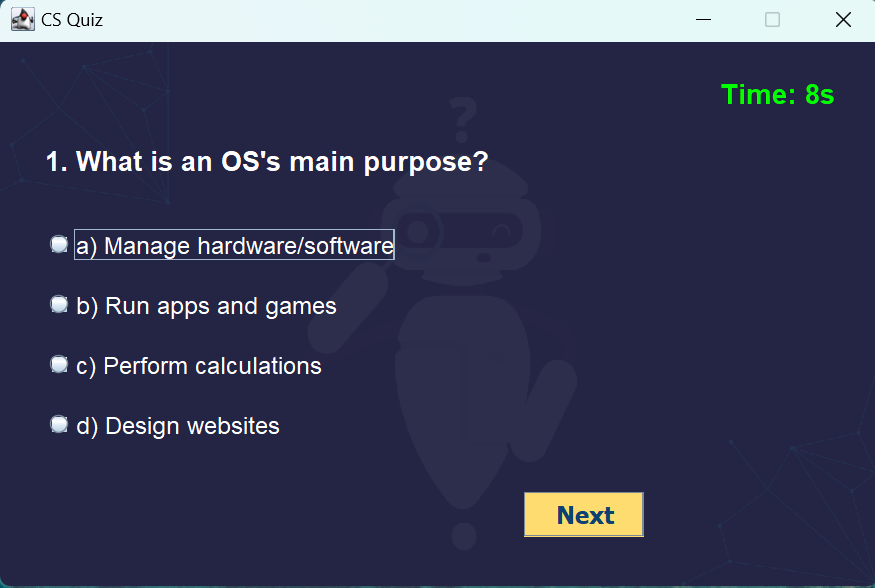 CS Quiz
Time: 8s
?
1. What is an OS's main purpose?
a) Manage hardware/software
b) Run apps and games
c) Perform calculations
d) Design websites
Next